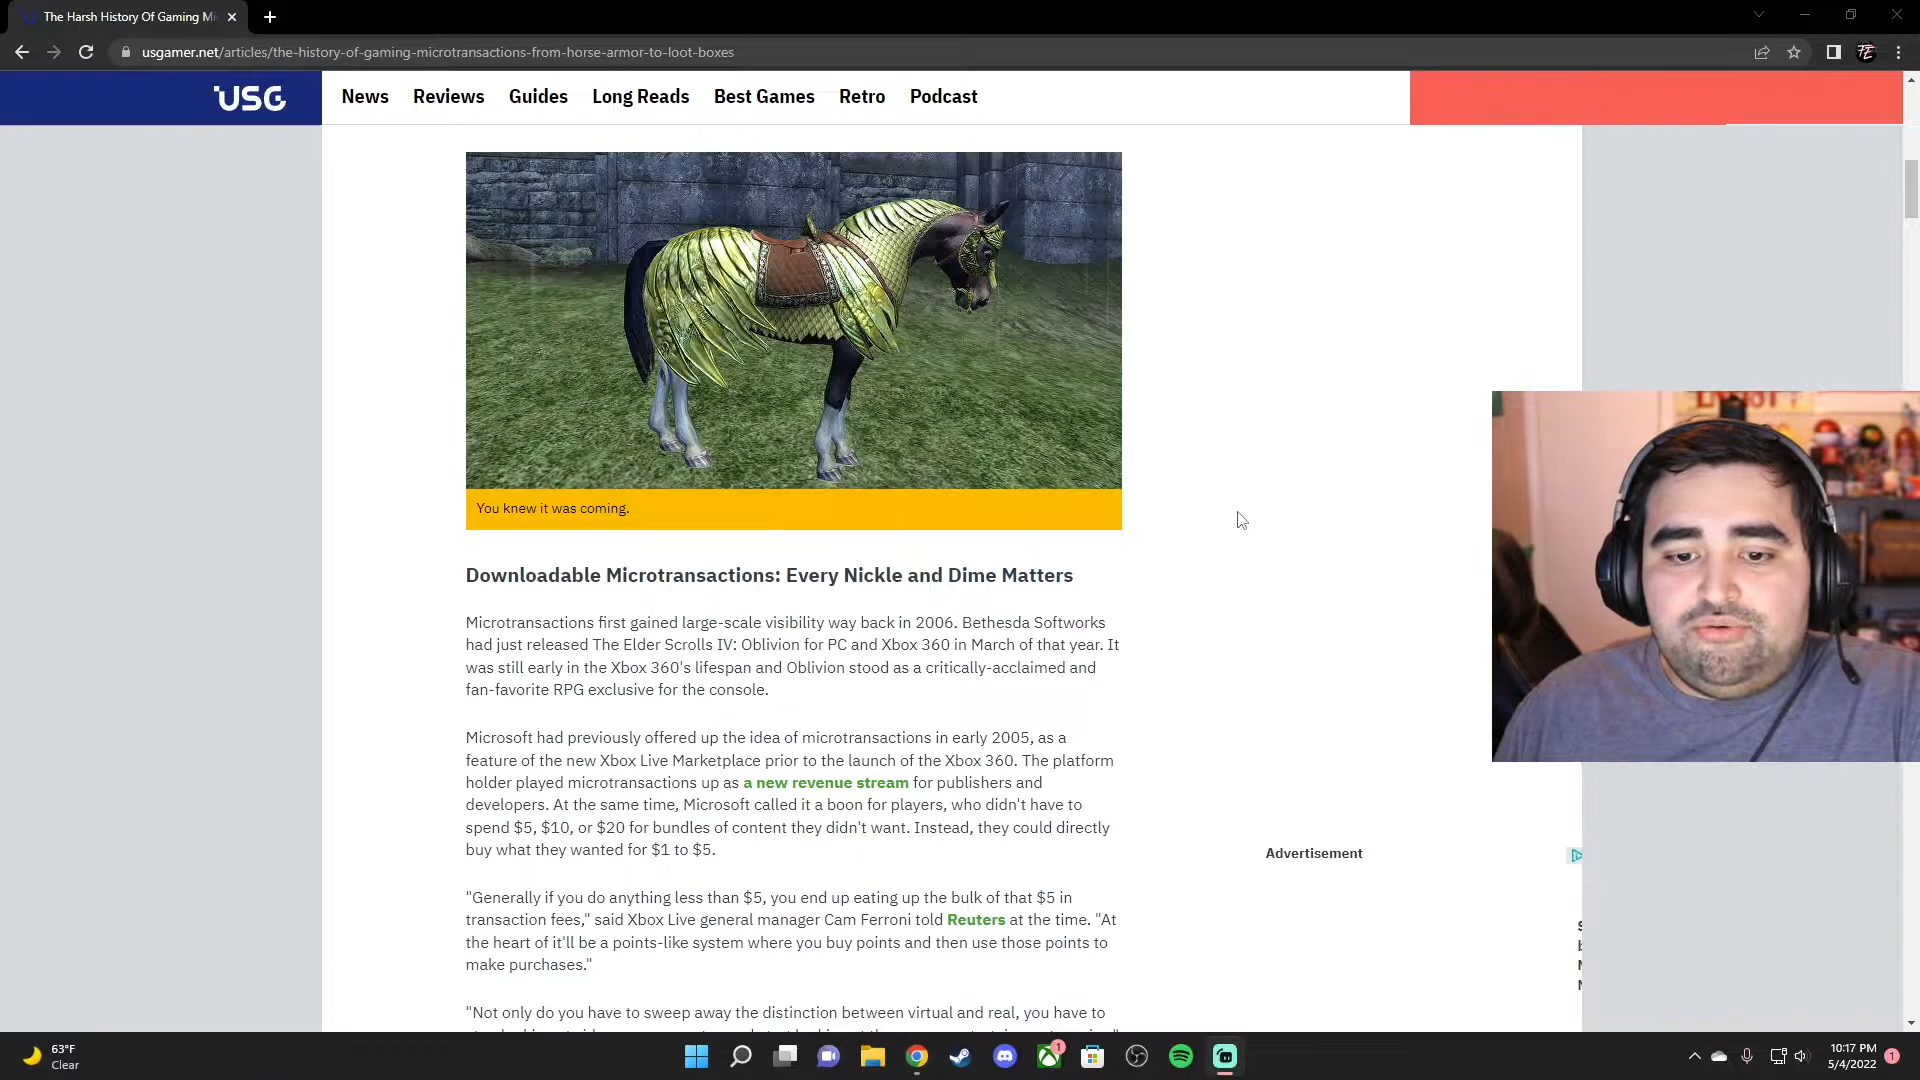 The Harsh History Of Gaming Mi
usgamer.net/articles/the-history-of-gaming-microtransactions-from-horse-armor-to-loot-boxes
USG
News Reviews Guides Long Reads Best Games Retro Podcast
You knew it was coming.
Downloadable Microtransactions: Every Nickle and Dime Matters
Microtransactions first gained large-scale visibility way back in 2006. Bethesda Softworks
had just released The Elder Scrolls IV: Oblivion for PC and Xbox 360 in March of that year. It
was still early in the Xbox 360's lifespan and Oblivion stood as a critically-acclaimed and
fan-favorite RPG exclusive for the console.
Microsoft had previously offered up the idea of microtransactions in early 2005, as a
feature of the new Xbox Live Marketplace prior to the launch of the Xbox 360. The platform
holder played microtransactions up as a new revenue stream for publishers and
developers. At the same time, Microsoft called it a boon for players, who didn't have to
spend $5, $10, or $20 for bundles of content they didn't want. Instead, they could directly
buy what they wanted for $1 to $5.
Advertisement
"Generally if you do anything less than $5, you end up eating up the bulk of that $5 in
transaction fees," said Xbox Live general manager Cam Ferroni told Reuters at the time. "At
the heart of it'll be a points-like system where you buy points and then use those points to
make purchases."
"Not only do you have to sweep away the distinction between virtual and real, you have to
63°F
Clear
1
10:17 PM
5/4/2022
1